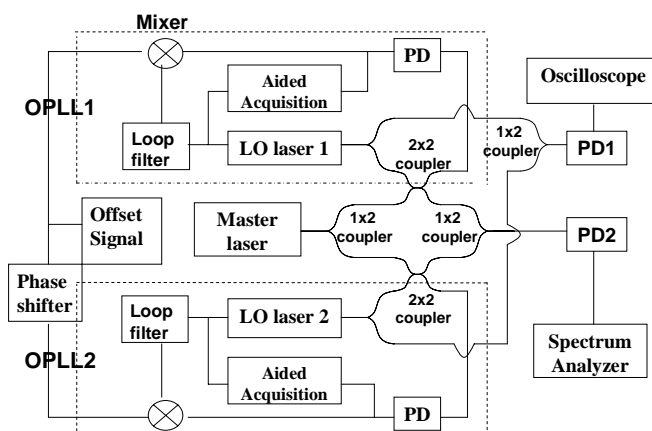 Mixer
PD
Oscilloscope
OPLL1
Aided
Acquisition
Loop
filter
LO laser 1
2x2
coupler
1x2
coupler
PD1
Offset
Signal
Master
laser
1x2
coupler
1x2
coupler
PD2
Phase
shifter
Loop
filter
LO laser 2
2x2
coupler
OPLL2
Aided
Acquisition
PD
Spectrum
Analyzer